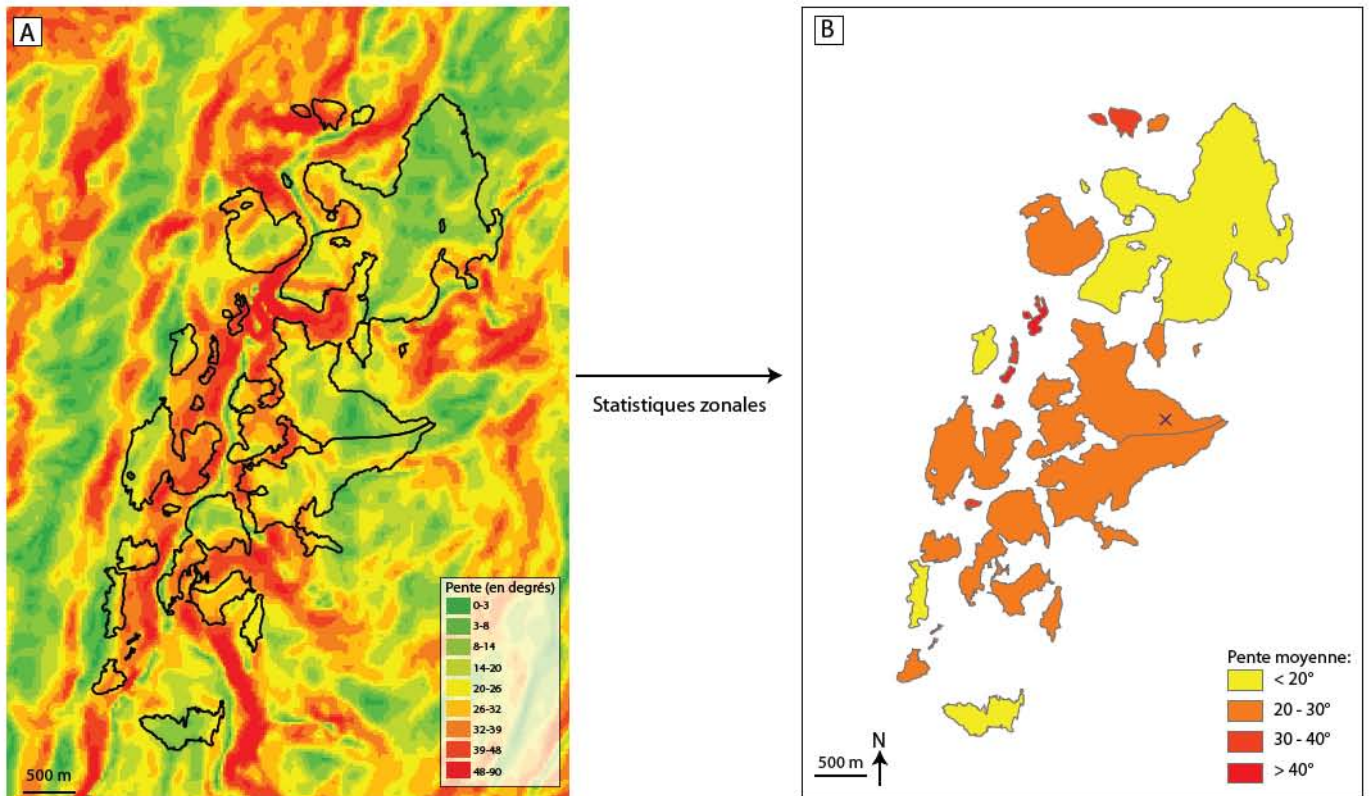 A
Pente (en degrés)
0-3
3-8
8-14
14-20
20-26
26-32
32-39
39-48
48-90
500 m
Statistiques zonales
B
Pente moyenne:
< 20°
20 - 30°
30 - 40°
> 40°
500 m
N